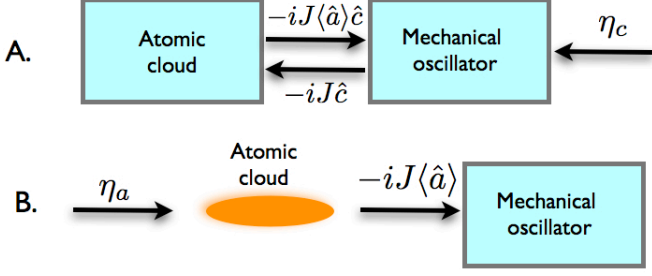 A.
Atomic
cloud
−iJ⟨â⟩ĉ
−iJĉ
Mechanical
oscillator
η_c
B.
η_a
Atomic
cloud
−iJ⟨â⟩
Mechanical
oscillator